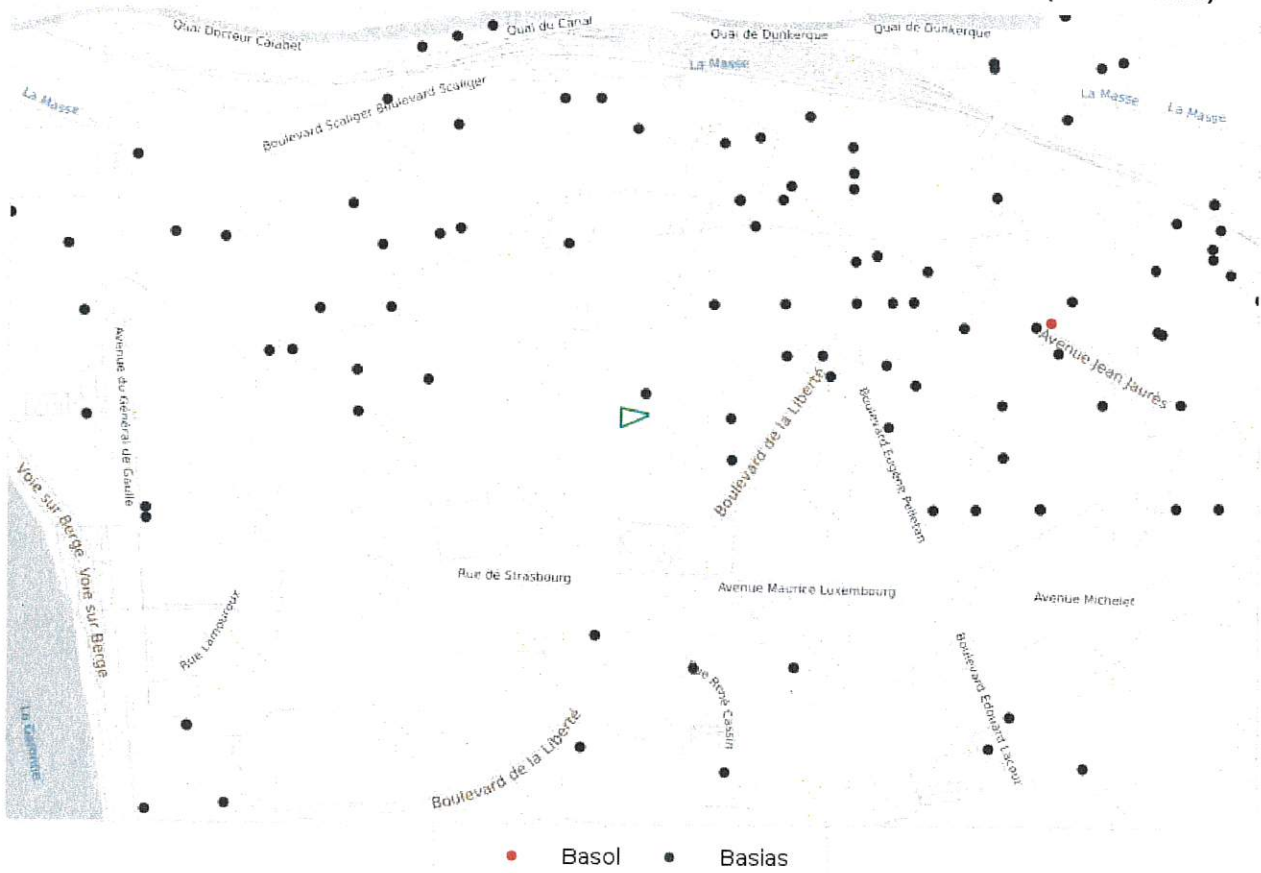 Quai Docteur Calabet
Quai du Canal
Quai de Dunkerque
Quai de Dunkerque
La Masse
La Masse
La Masse
La Masse
Boulevard Scaliger Boulevard Scaliger
Avenue du Général de Gaulle
Avenue Jean Jaurès
Boulevard de la Liberté
Boulevard Eugène Pelletan
Voie sur Berge Voie sur Berge
Rue de Strasbourg
Avenue Maurice Luxembourg
Avenue Michelet
Rue Lamouroux
Rue René Cassin
Boulevard Edouard Lacour
La Garonne
Boulevard de la Liberté
Basol
Basias